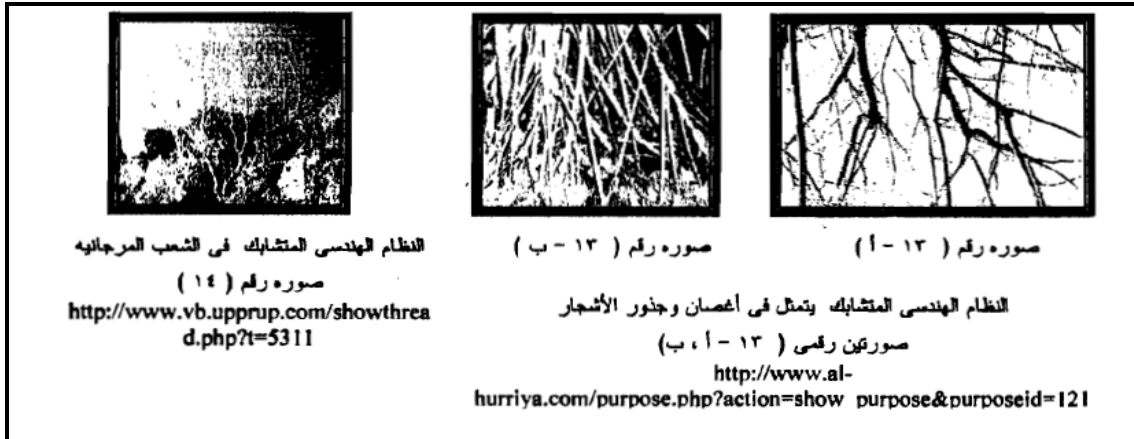 صوره رقم ( ١٣ - أ )
صوره رقم ( ١٣ - ب )
النظام الهندسى المتشابك يتمثل فى أغصان وجذور الأشجار
صورتين رقمى ( ١٣ - أ ، ب)
http://www.al-
hurriya.com/purpose.php?action=show_purpose&purposeid=121
النظام الهندسى المتشابك فى الشعب المرجانيه
صوره رقم ( ١٤ )
http://www.vb.upprup.com/showthrea
d.php?t=5311